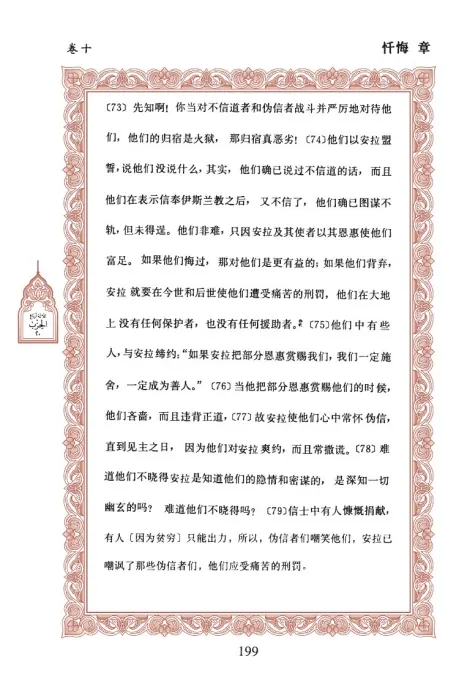 卷十
忏悔 章
〔73〕先知啊！你当对不信道者和伪信者战斗并严厉地对待他
们，他们的归宿是火狱，那归宿真恶劣！〔74〕他们以安拉盟
誓，说他们没说什么，其实，他们确已说过不信道的话，而且
他们在表示信奉伊斯兰教之后，又不信了，他们确已图谋不
轨，但未得逞。他们非难，只因安拉及其使者以其恩惠使他们
富足。如果他们悔过，那对他们是更有益的；如果他们背弃，
安拉就要在今世和后世使他们遭受痛苦的刑罚，他们在大地
上没有任何保护者，也没有任何援助者。〔75〕他们中有些
人，与安拉缔约：“如果安拉把部分恩惠赏赐我们，我们一定施
舍，一定成为善人。”〔76〕当他把部分恩惠赏赐他们的时候，
他们吝啬，而且违背正道，〔77〕故安拉使他们心中常怀伪信，
直到见主之日，因为他们对安拉爽约，而且常撒谎。〔78〕难
道他们不晓得安拉是知道他们的隐情和密谋的，是深知一切
幽玄的吗？难道他们不晓得吗？〔79〕信士中有人慷慨捐献，
有人〔因为贫穷〕只能出力，所以，伪信者们嘲笑他们，安拉已
嘲讽了那些伪信者们，他们应受痛苦的刑罚。
الحزب
199